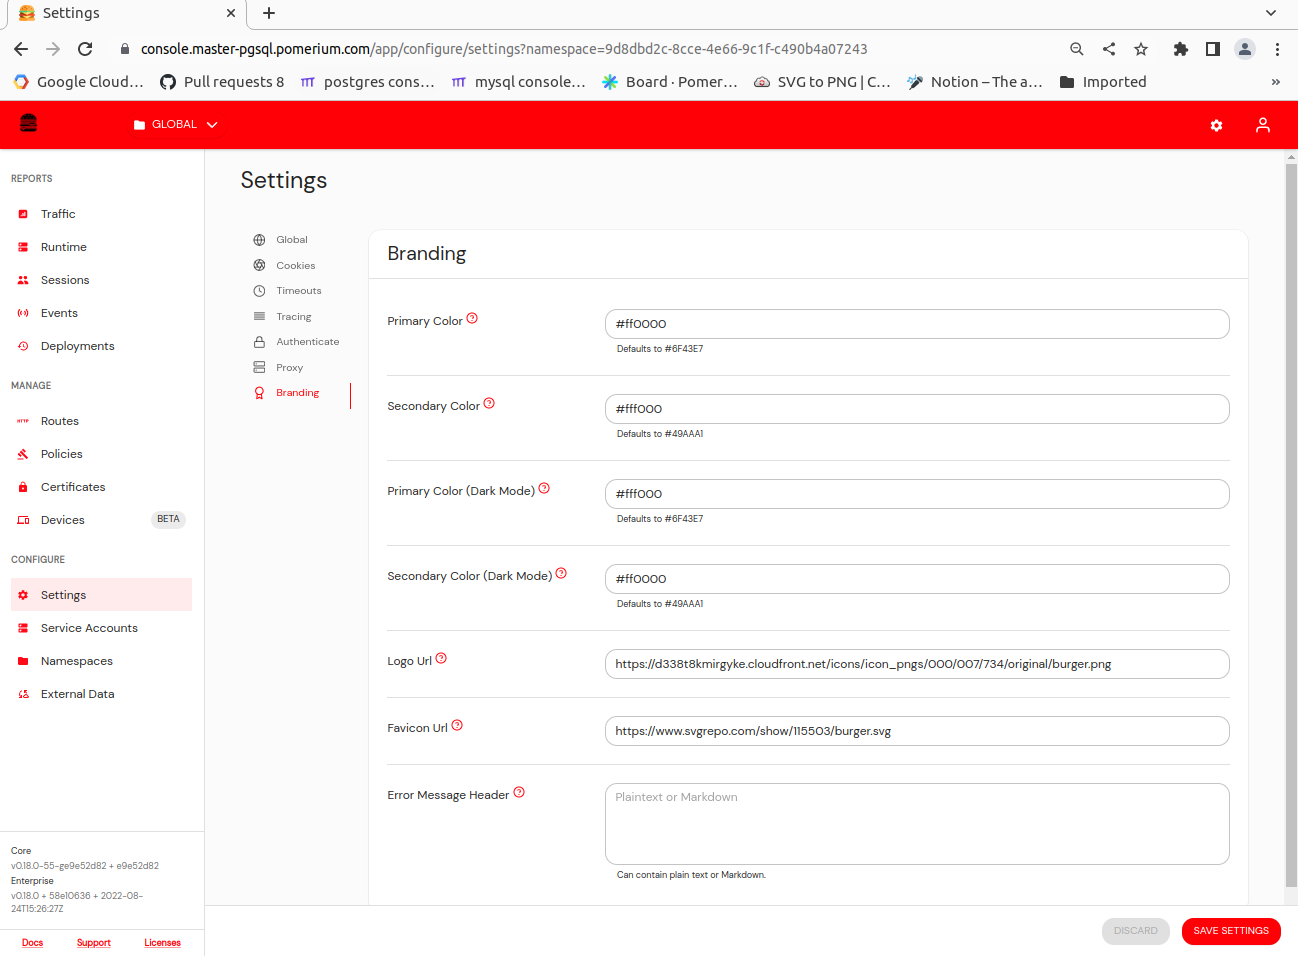 Settings
console.master-pgsql.pomerium.com/app/configure/settings?namespace=9d8dbd2c-8cce-4e66-9c1f-c490b4a07243
Google Cloud… Pull requests 8 postgres cons… mysql console… Board · Pomer… SVG to PNG | C… Notion – The a… Imported »
GLOBAL
REPORTS
Traffic
Runtime
Sessions
Events
Deployments
MANAGE
HTTP Routes
Policies
Certificates
Devices BETA
CONFIGURE
Settings
Service Accounts
Namespaces
External Data
Core
v0.18.0-55-ge9e52d82 + e9e52d82
Enterprise
v0.18.0 + 58e10636 + 2022-08-
24T15:26:27Z
Docs Support Licenses
Settings
Global
Cookies
Timeouts
Tracing
Authenticate
Proxy
Branding
Branding
Primary Color ? #ff0000
Defaults to #6F43E7
Secondary Color ? #fff000
Defaults to #49AAA1
Primary Color (Dark Mode) ? #fff000
Defaults to #6F43E7
Secondary Color (Dark Mode) ? #ff0000
Defaults to #49AAA1
Logo Url ? https://d338t8kmirgyke.cloudfront.net/icons/icon_pngs/000/007/734/original/burger.png
Favicon Url ? https://www.svgrepo.com/show/115503/burger.svg
Error Message Header ? Plaintext or Markdown
Can contain plain text or Markdown.
DISCARD SAVE SETTINGS